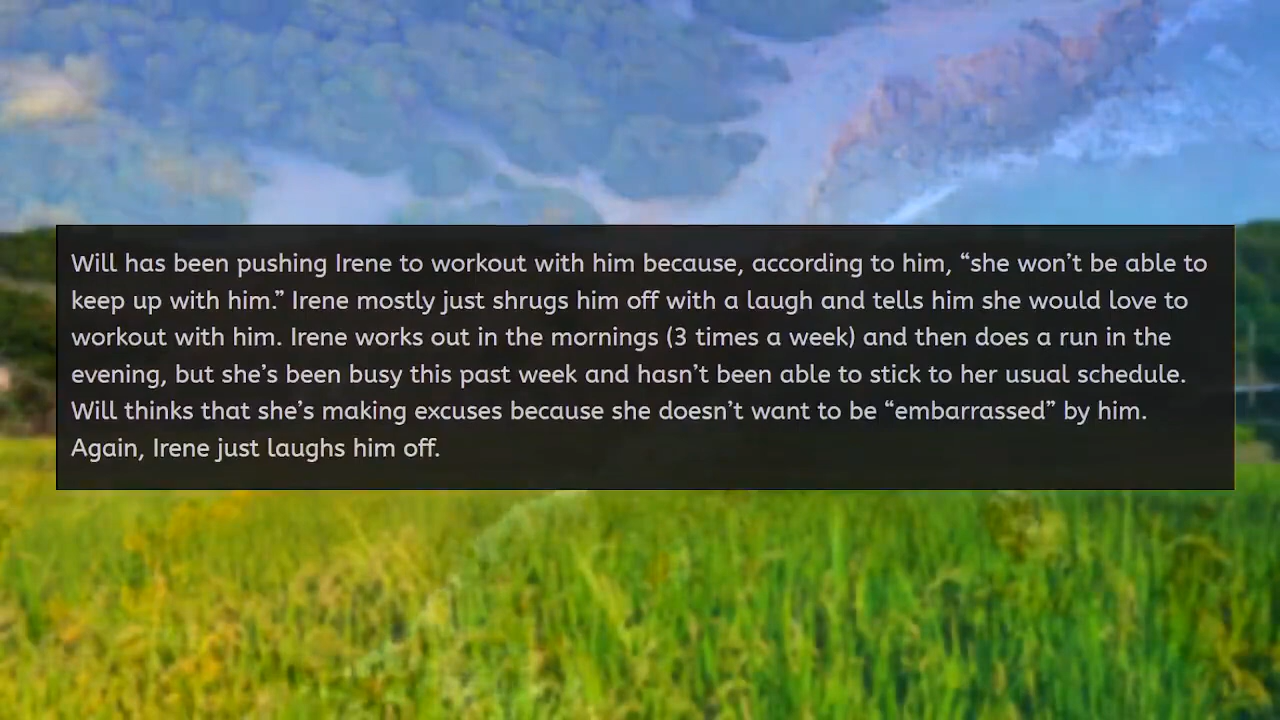 Will has been pushing Irene to workout with him because, according to him, “she won’t be able to
keep up with him.” Irene mostly just shrugs him off with a laugh and tells him she would love to
workout with him. Irene works out in the mornings (3 times a week) and then does a run in the
evening, but she’s been busy this past week and hasn’t been able to stick to her usual schedule.
Will thinks that she’s making excuses because she doesn’t want to be “embarrassed” by him.
Again, Irene just laughs him off.